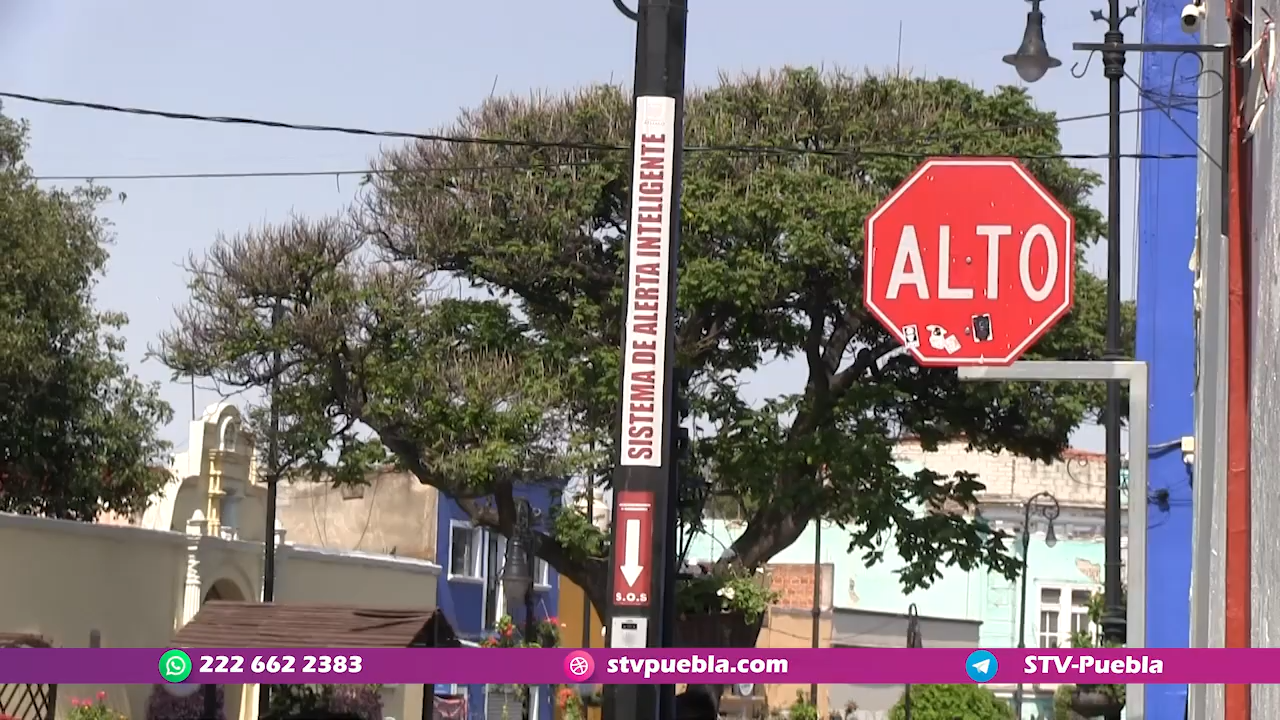 SISTEMA DE ALERTA INTELIGENTE
ALTO
S.O.S
222 662 2383
stvpuebla.com
STV-Puebla